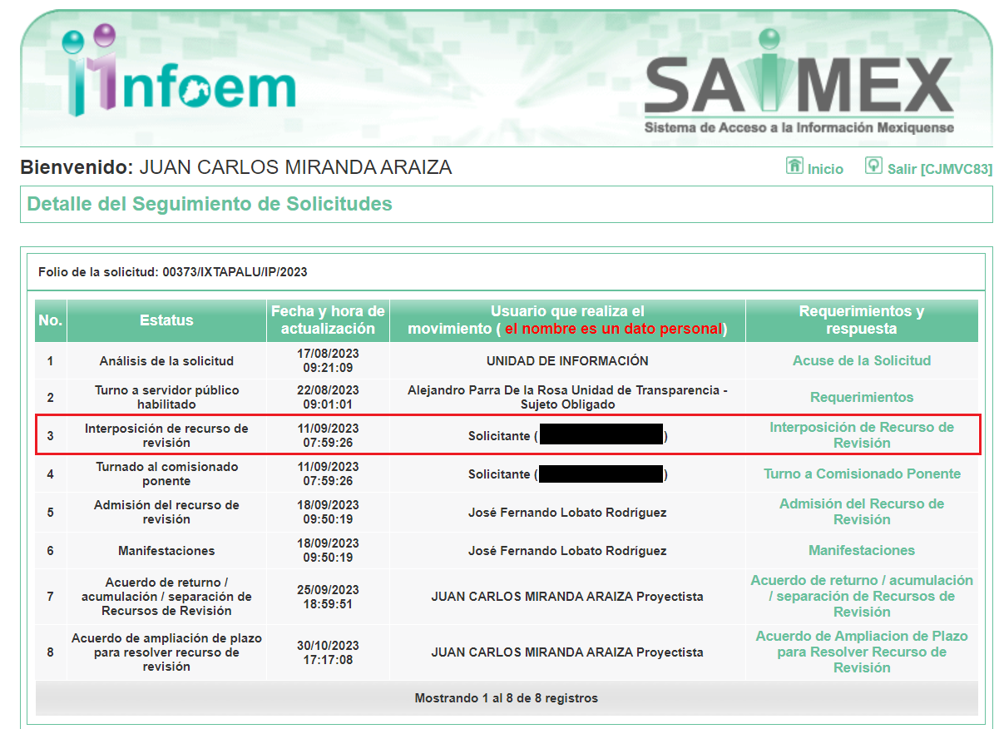 infoem
SAIMEX
Sistema de Acceso a la Información Mexiquense
Bienvenido: JUAN CARLOS MIRANDA ARAIZA
Inicio
Salir [CJMVC83]
Detalle del Seguimiento de Solicitudes
Folio de la solicitud: 00373/IXTAPALU/IP/2023
No.
Estatus
Fecha y hora de
actualización
Usuario que realiza el
movimiento ( el nombre es un dato personal)
Requerimientos y
respuesta
1
Análisis de la solicitud
17/08/2023
09:21:09
UNIDAD DE INFORMACIÓN
Acuse de la Solicitud
2
Turno a servidor público
habilitado
22/08/2023
09:01:01
Alejandro Parra De la Rosa Unidad de Transparencia -
Sujeto Obligado
Requerimientos
3
Interposición de recurso de
revisión
11/09/2023
07:59:26
Solicitante ( )
Interposición de Recurso de
Revisión
4
Turnado al comisionado
ponente
11/09/2023
07:59:26
Solicitante ( )
Turno a Comisionado Ponente
5
Admisión del recurso de
revisión
18/09/2023
09:50:19
José Fernando Lobato Rodríguez
Admisión del Recurso de
Revisión
6
Manifestaciones
18/09/2023
09:50:19
José Fernando Lobato Rodríguez
Manifestaciones
7
Acuerdo de returno /
acumulación / separación de
Recursos de Revisión
25/09/2023
18:59:51
JUAN CARLOS MIRANDA ARAIZA Proyectista
Acuerdo de returno / acumulación
/ separación de Recursos de
Revisión
8
Acuerdo de ampliación de plazo
para resolver recurso de
revisión
30/10/2023
17:17:08
JUAN CARLOS MIRANDA ARAIZA Proyectista
Acuerdo de Ampliacion de Plazo
para Resolver Recurso de
Revisión
Mostrando 1 al 8 de 8 registros